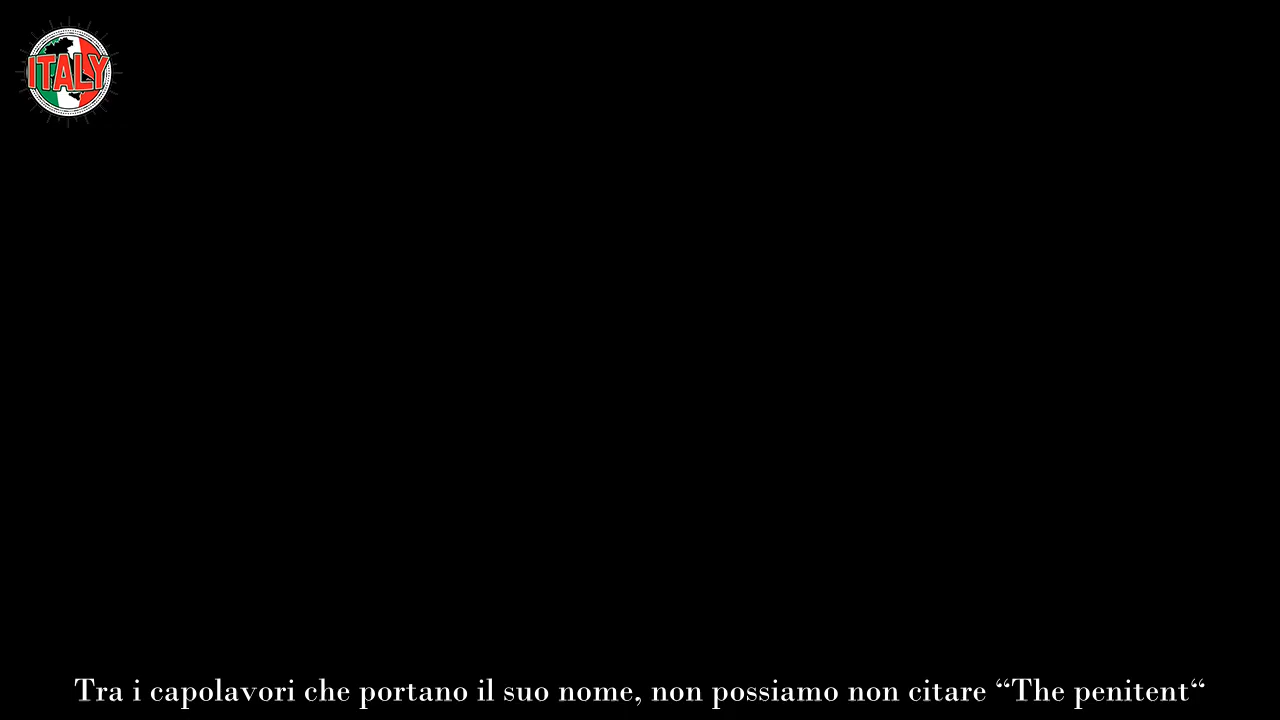 ITALY
Tra i capolavori che portano il suo nome, non possiamo non citare “The penitent“